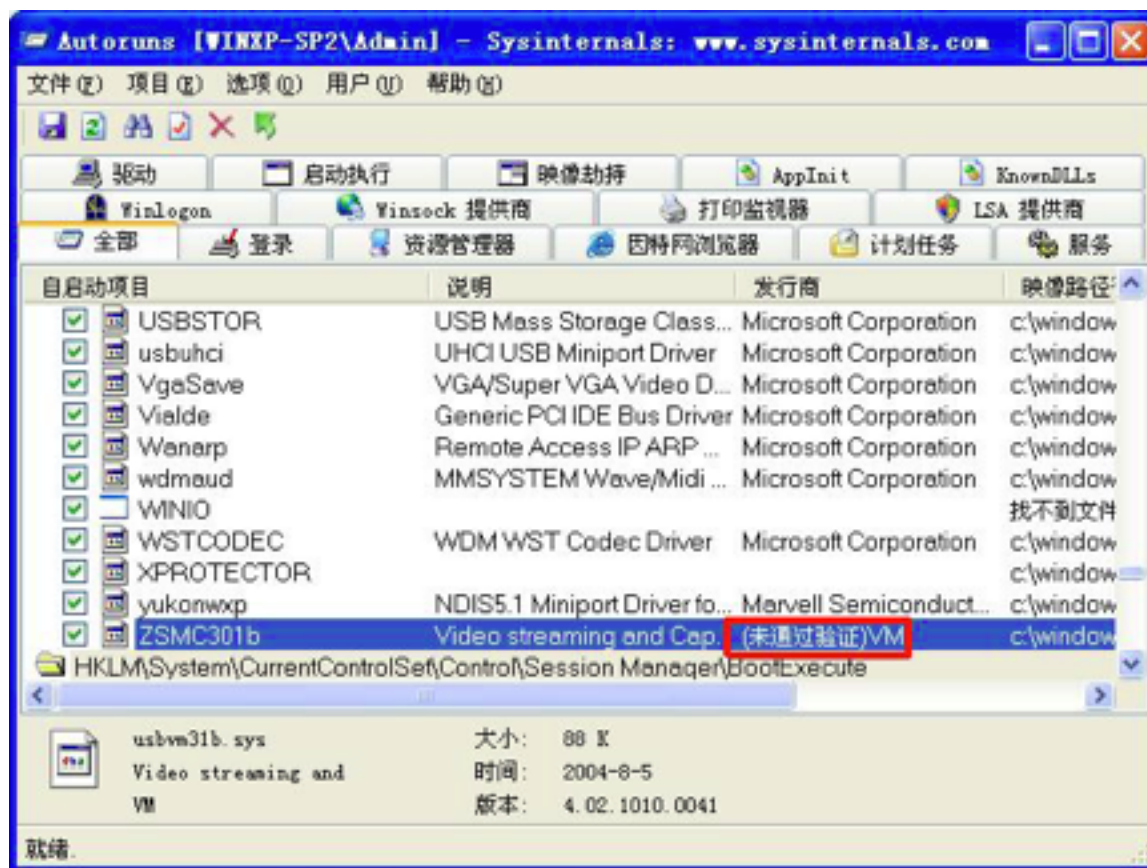 Autoruns [WINXP-SP2\Admin] - Sysinternals: www.sysinternals.com
文件(F) 项目(E) 选项(O) 用户(U) 帮助(H)
驱动 启动执行 映像劫持 AppInit KnownDLLs
Winlogon Winsock 提供商 打印监视器 LSA 提供商
全部 登录 资源管理器 因特网浏览器 计划任务 服务
自启动项目 说明 发行商 映像路径
USBSTOR USB Mass Storage Class... Microsoft Corporation c:\window
usbuhci UHCI USB Miniport Driver Microsoft Corporation c:\window
VgaSave VGA/Super VGA Video D... Microsoft Corporation c:\window
ViaIde Generic PCI IDE Bus Driver Microsoft Corporation c:\window
Wanarp Remote Access IP ARP ... Microsoft Corporation c:\window
wdmaud MMSYSTEM Wave/Midi ... Microsoft Corporation c:\window
WINIO 找不到文件
WSTCODEC WDM WST Codec Driver Microsoft Corporation c:\window
XPROTECTOR c:\window
yukonwxp NDIS5.1 Miniport Driver fo... Marvell Semiconduct... c:\window
ZSMC301b Video streaming and Cap... (未通过验证)VM c:\window
HKLM\System\CurrentControlSet\Control\Session Manager\BootExecute
usbvm31b.sys 大小: 88 K
Video streaming and 时间: 2004-8-5
VM 版本: 4.02.1010.0041
就绪.